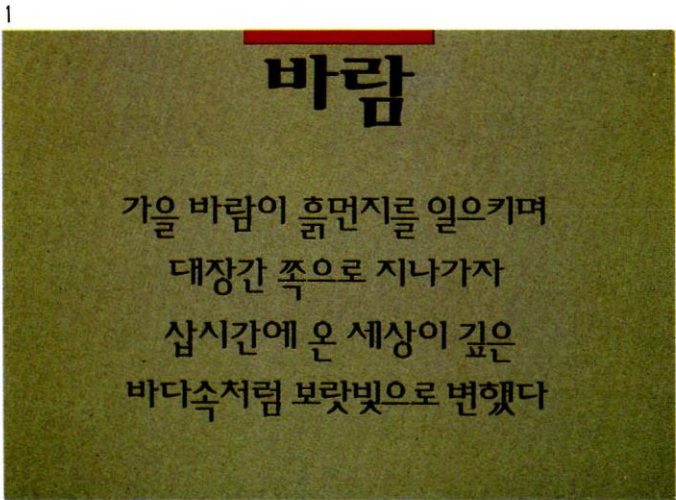 1
바람
가을 바람이 흙먼지를 일으키며
대장간 쪽으로 지나가자
삽시간에 온 세상이 깊은
바다속처럼 보랏빛으로 변했다